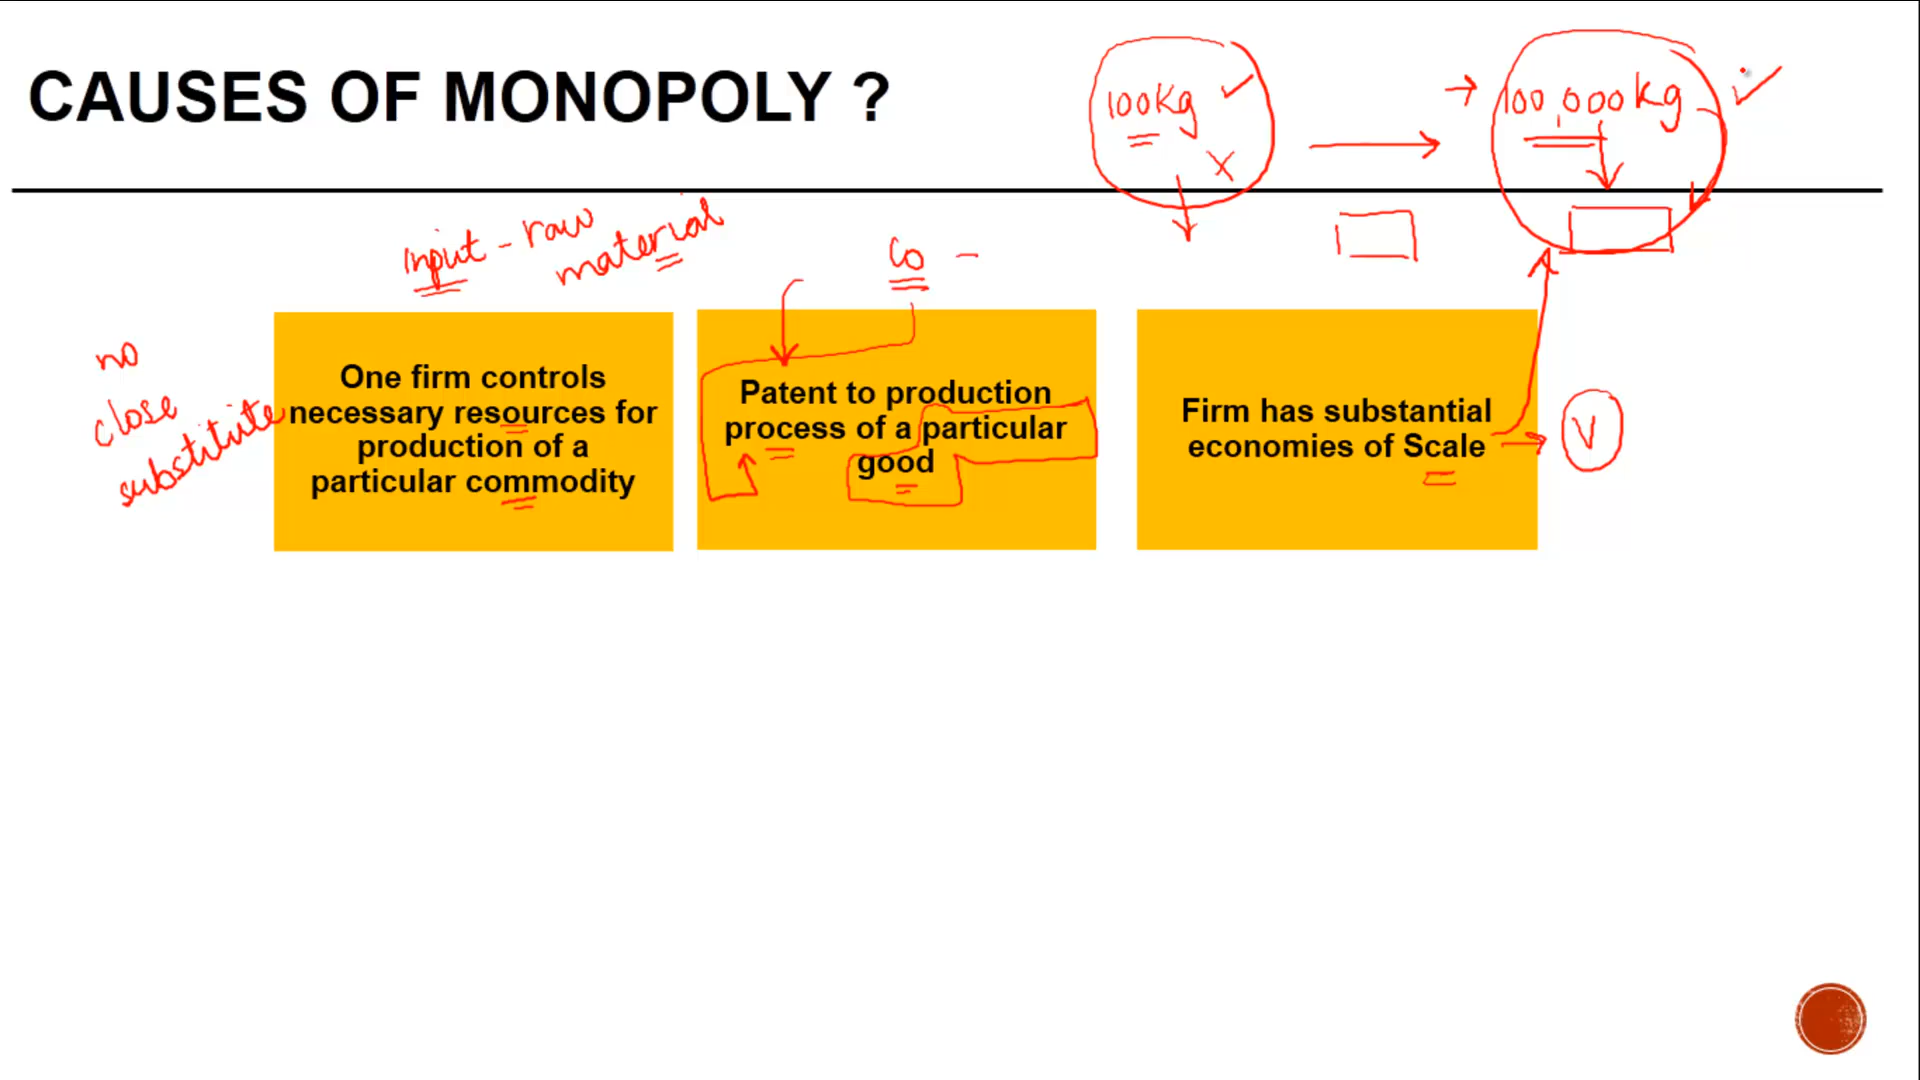 CAUSES OF MONOPOLY ?
100Kg
X
100,000kg
input - raw
material
Co -
no
close
substitute
One firm controls
necessary resources for
production of a
particular commodity
Patent to production
process of a particular
good
Firm has substantial
economies of Scale
V